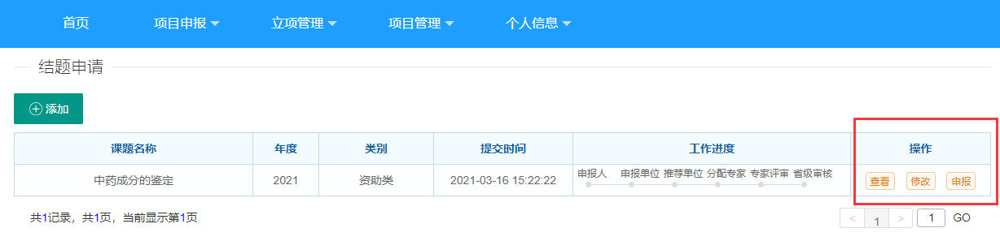 首页 项目申报 立项管理 项目管理 个人信息
结题申请
添加
课题名称 年度 类别 提交时间 工作进度 操作
中药成分的鉴定 2021 资助类 2021-03-16 15:22:22 申报人 申报单位 推荐单位 分配专家 专家评审 省级审核 查看 修改 申报
共1记录，共1页，当前显示第1页 < 1 > 1 GO